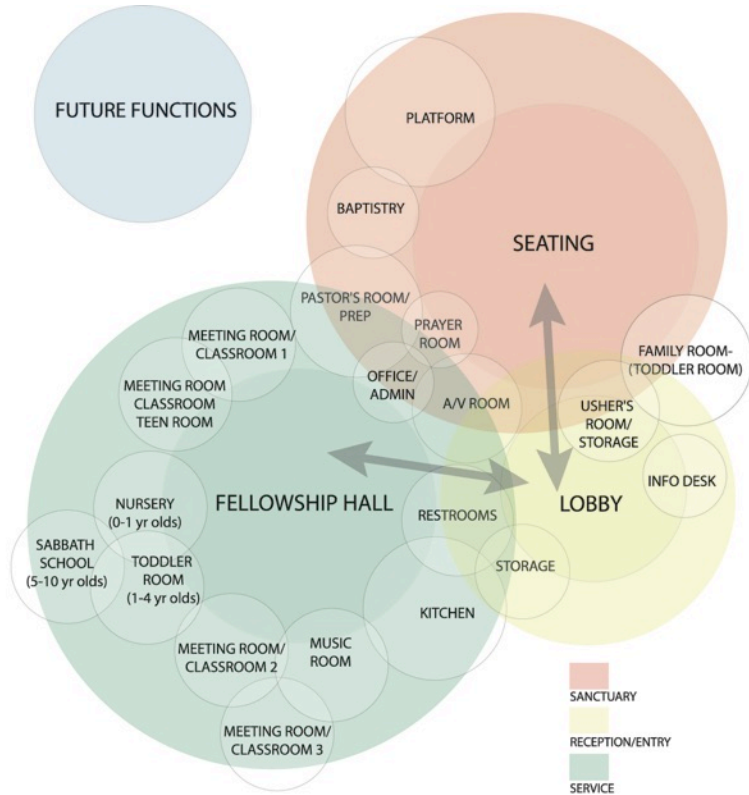 FUTURE FUNCTIONS
PLATFORM
BAPTISTRY
SEATING
PASTOR'S ROOM/
PREP
PRAYER
ROOM
MEETING ROOM/
CLASSROOM 1
OFFICE/
ADMIN
A/V ROOM
FAMILY ROOM-
(TODDLER ROOM)
MEETING ROOM
CLASSROOM
TEEN ROOM
USHER'S
ROOM/
STORAGE
INFO DESK
NURSERY
(0-1 yr olds)
FELLOWSHIP HALL
RESTROOMS
LOBBY
SABBATH
SCHOOL
(5-10 yr olds)
TODDLER
ROOM
(1-4 yr olds)
STORAGE
KITCHEN
MEETING ROOM/
CLASSROOM 2
MUSIC
ROOM
MEETING ROOM/
CLASSROOM 3
SANCTUARY
RECEPTION/ENTRY
SERVICE